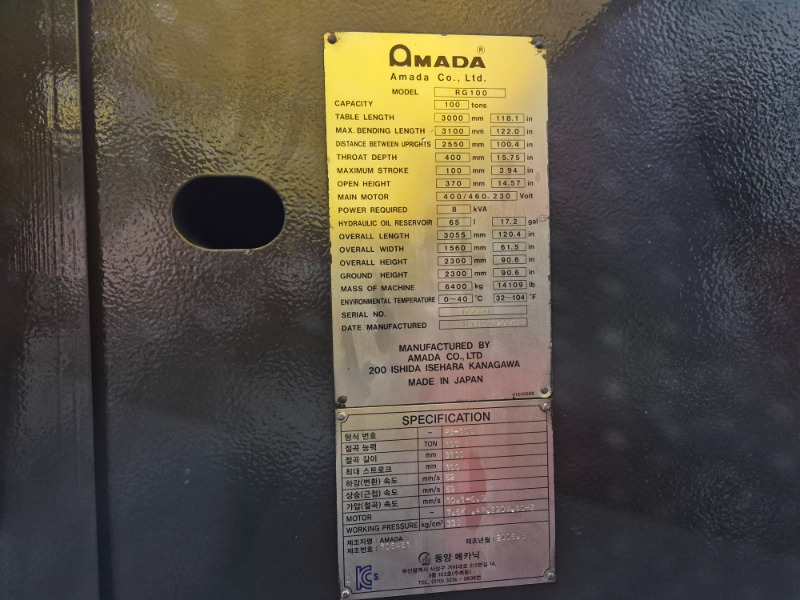 AMADA®
Amada Co., Ltd.
MODEL RG100
CAPACITY 100 tons
TABLE LENGTH 3000 mm 118.1 in
MAX. BENDING LENGTH 3100 mm 122.0 in
DISTANCE BETWEEN UPRIGHTS 2550 mm 100.4 in
THROAT DEPTH 400 mm 15.75 in
MAXIMUM STROKE 100 mm 3.94 in
OPEN HEIGHT 370 mm 14.57 in
MAIN MOTOR 400/460.230 Volt
POWER REQUIRED 8 kVA
HYDRAULIC OIL RESERVOIR 65 l 17.2 gal
OVERALL LENGTH 3055 mm 120.4 in
OVERALL WIDTH 1560 mm 61.5 in
OVERALL HEIGHT 2300 mm 90.6 in
GROUND HEIGHT 2300 mm 90.6 in
MASS OF MACHINE 6400 kg 14109 lb
ENVIRONMENTAL TEMPERATURE 0~40 °C 32~104 °F
SERIAL NO.
DATE MANUFACTURED
MANUFACTURED BY
AMADA CO., LTD
200 ISHIDA ISEHARA KANAGAWA
MADE IN JAPAN
SPECIFICATION
형식 번호 –
절곡 능력 TON
절곡 길이 mm
최대 스트로크 mm 100
하강(변환) 속도 mm/s
상승(근접) 속도 mm/s
가압(절곡) 속도 mm/s
MOTOR –
WORKING PRESSURE kg/cm²
제조자명 : AMADA 제조년월 :
제조번호 :
동양 메카닉
KCs